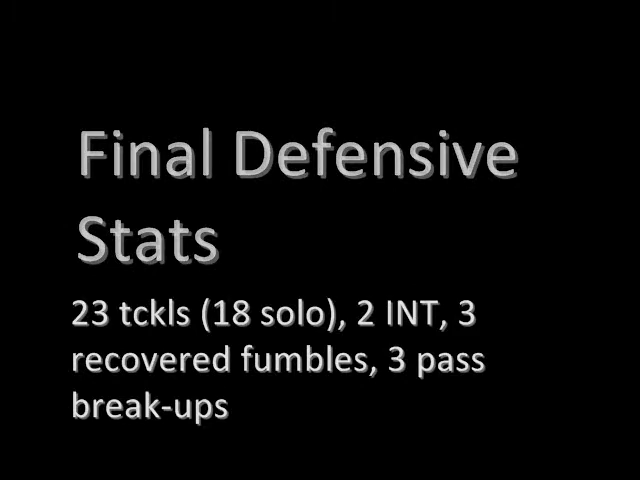 Final Defensive
Stats
23 tckls (18 solo), 2 INT, 3
recovered fumbles, 3 pass
break-ups